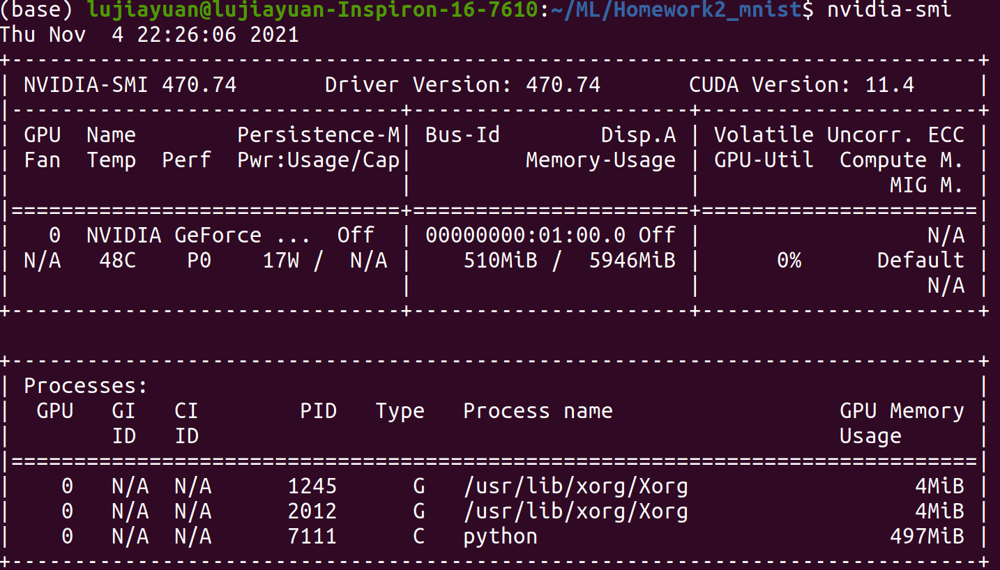 (base) lujiayuan@lujiayuan-Inspiron-16-7610:~/ML/Homework2_mnist$ nvidia-smi
Thu Nov  4 22:26:06 2021
+-----------------------------------------------------------------------------+
| NVIDIA-SMI 470.74       Driver Version: 470.74       CUDA Version: 11.4     |
|-------------------------------+----------------------+----------------------+
| GPU  Name        Persistence-M| Bus-Id        Disp.A | Volatile Uncorr. ECC |
| Fan  Temp  Perf  Pwr:Usage/Cap|         Memory-Usage | GPU-Util  Compute M. |
|                               |                      |               MIG M. |
|===============================+======================+======================|
|   0  NVIDIA GeForce ...  Off  | 00000000:01:00.0 Off |                  N/A |
| N/A   48C    P0    17W /  N/A |    510MiB /  5946MiB |      0%      Default |
|                               |                      |                  N/A |
+-------------------------------+----------------------+----------------------+

+-----------------------------------------------------------------------------+
| Processes:                                                                  |
|  GPU   GI   CI        PID   Type   Process name                  GPU Memory |
|        ID   ID                                                   Usage      |
|=============================================================================|
|    0   N/A  N/A      1245      G   /usr/lib/xorg/Xorg                  4MiB |
|    0   N/A  N/A      2012      G   /usr/lib/xorg/Xorg                  4MiB |
|    0   N/A  N/A      7111      C   python                            497MiB |
+-----------------------------------------------------------------------------+